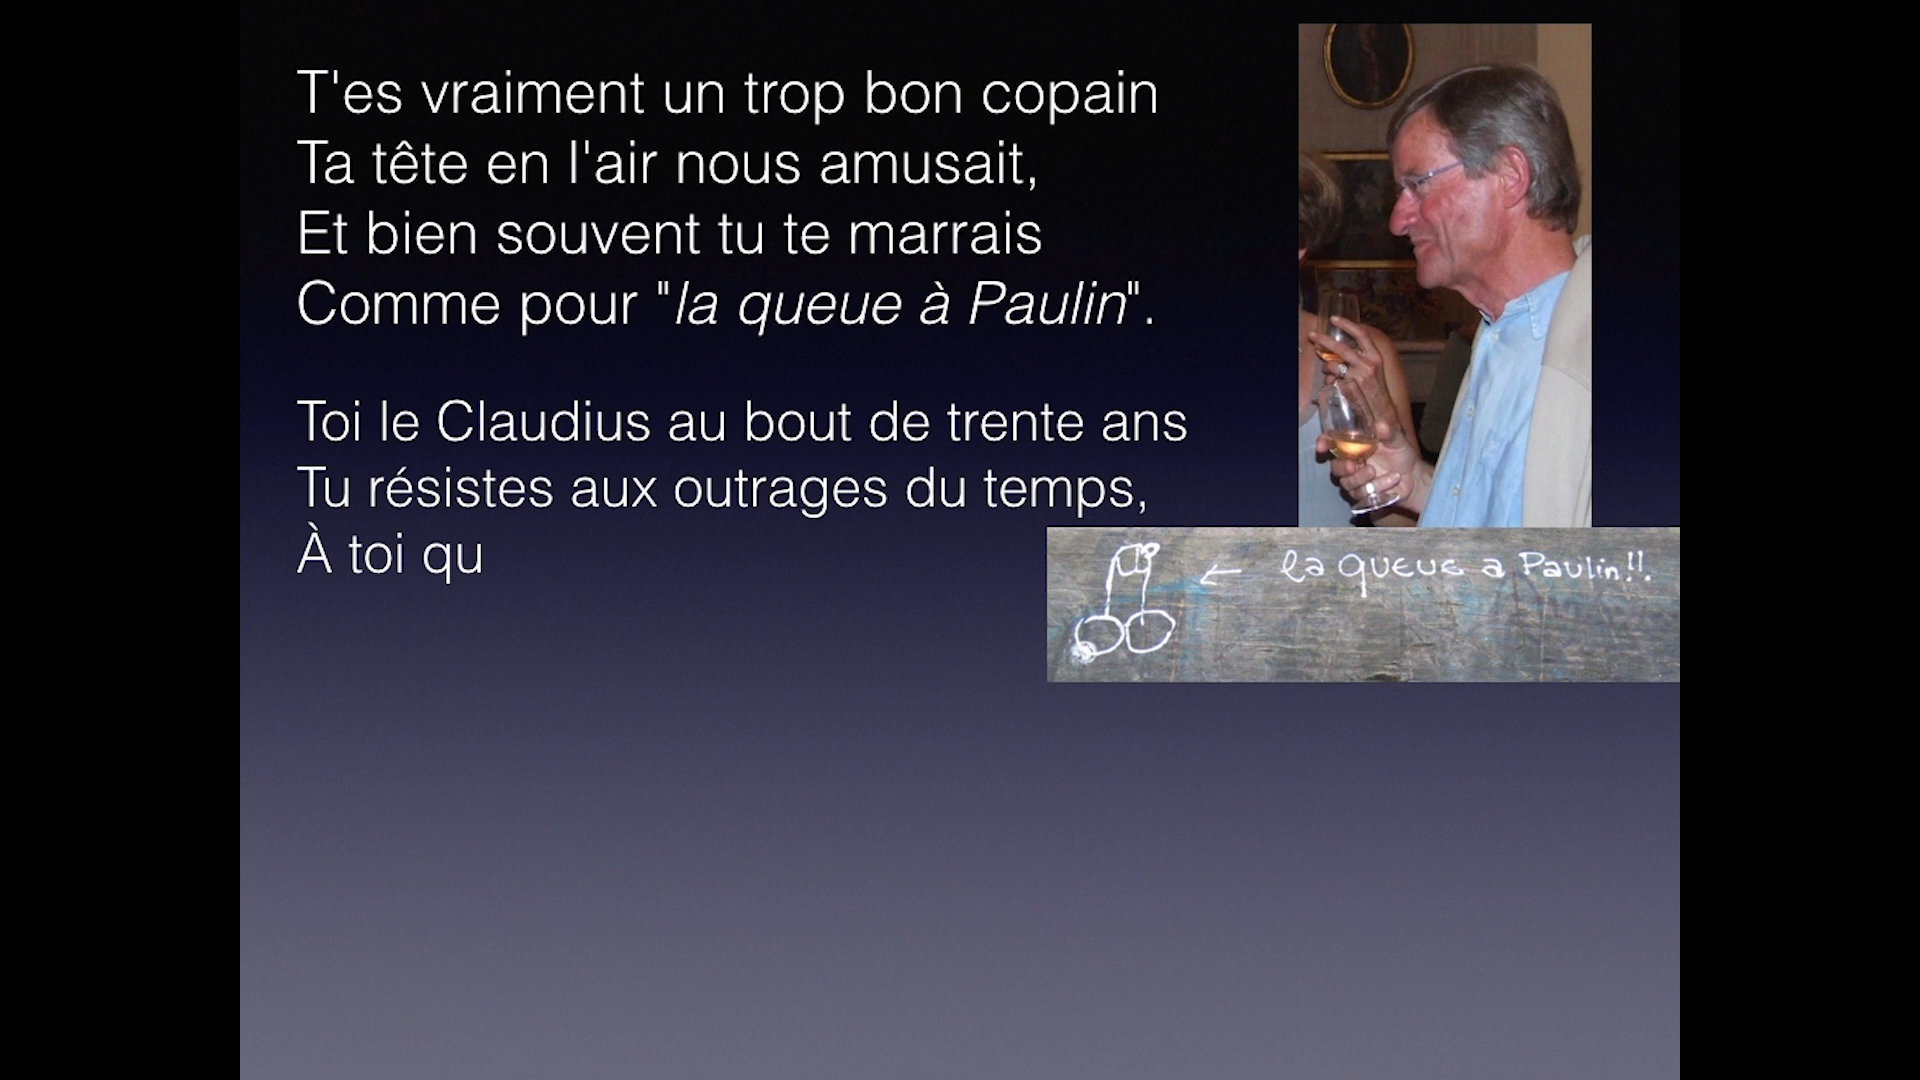 T'es vraiment un trop bon copain
Ta tête en l'air nous amusait,
Et bien souvent tu te marrais
Comme pour "la queue à Paulin".
Toi le Claudius au bout de trente ans
Tu résistes aux outrages du temps,
À toi qu
la queue a Paulin!!.